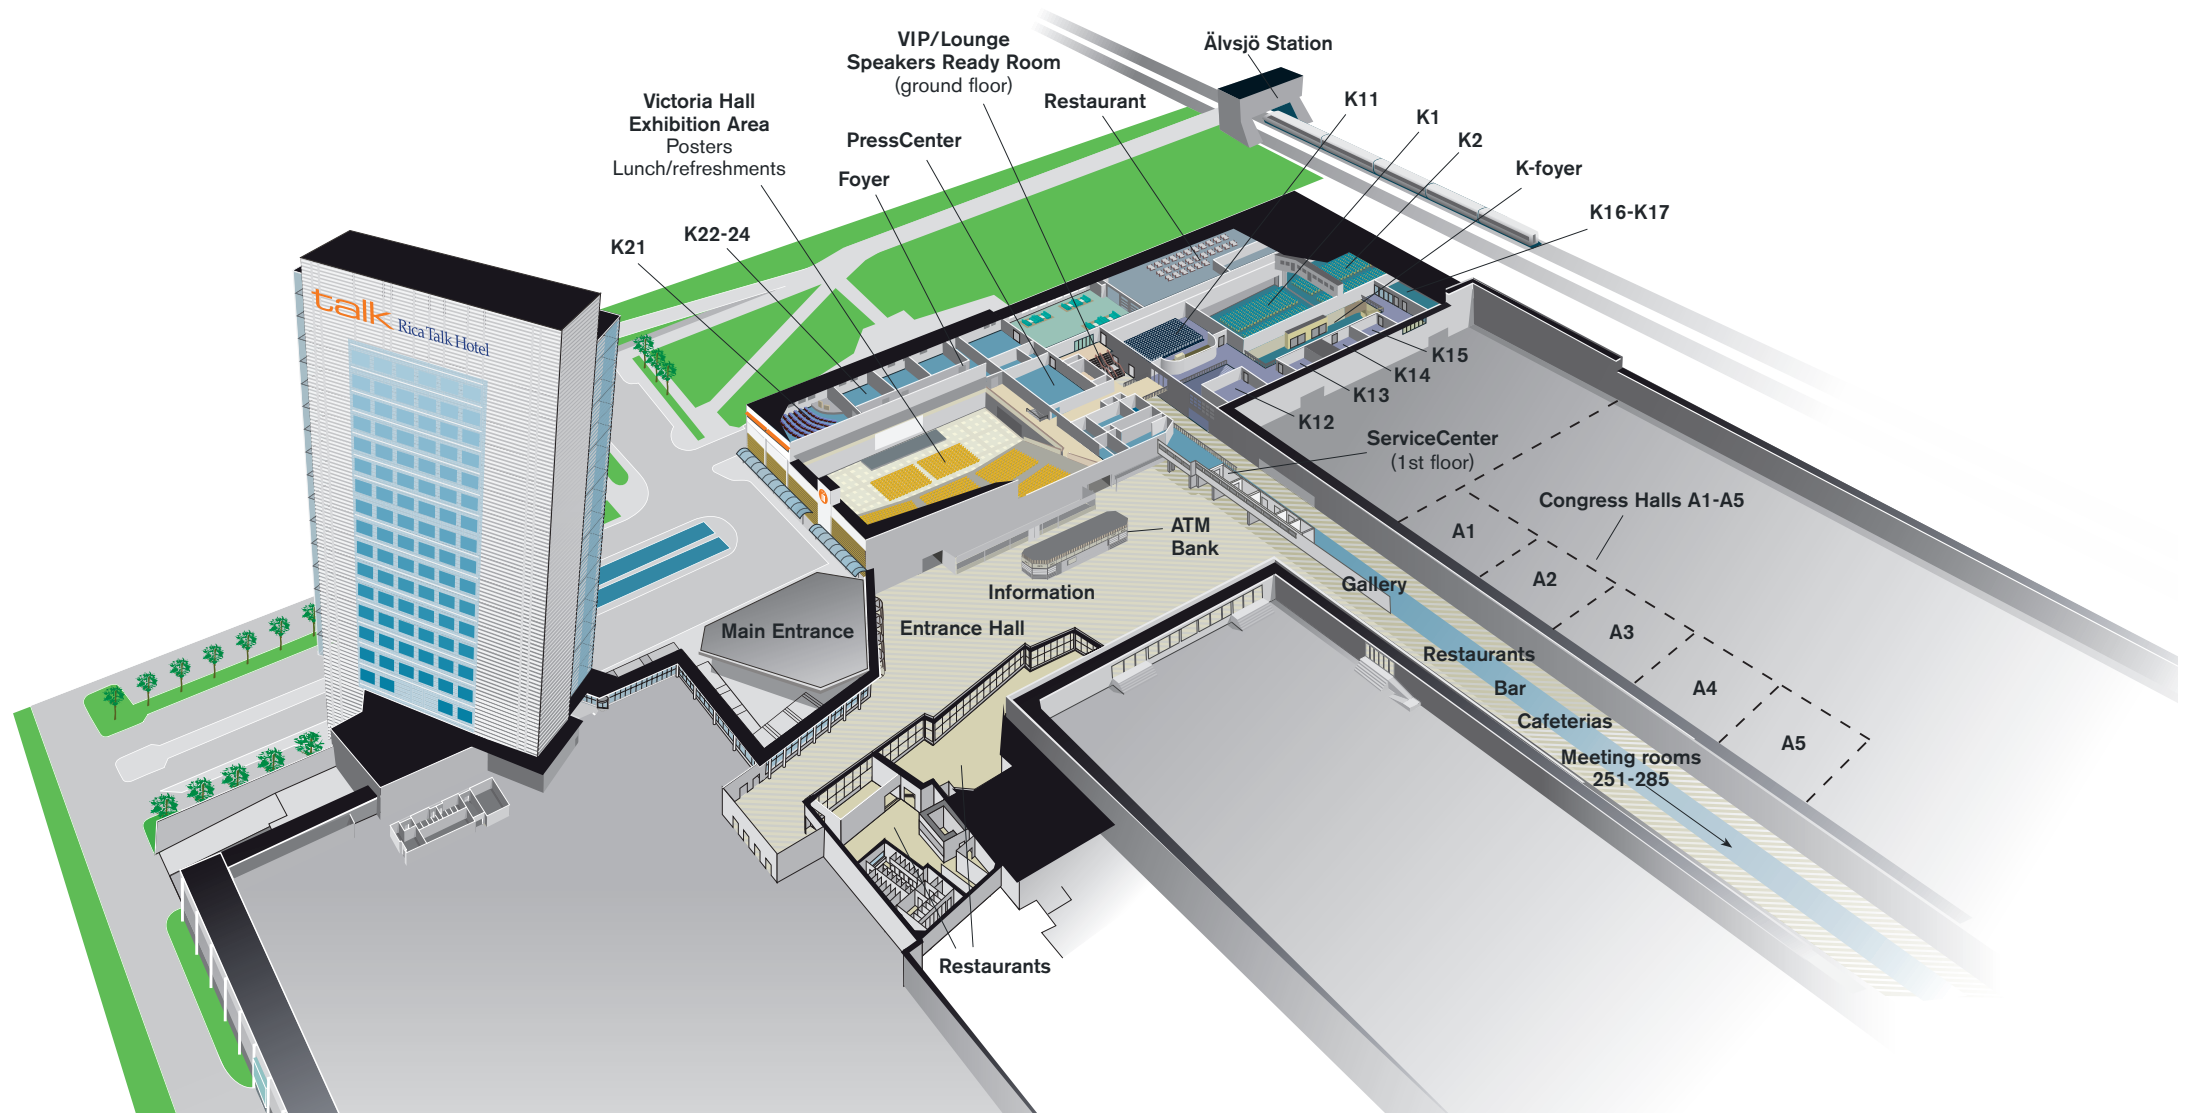 VIP/Lounge
Speakers Ready Room
(ground floor)
Älvsjö Station
Victoria Hall
Exhibition Area
Posters
Lunch/refreshments
Restaurant
K11
K1
K2
PressCenter
Foyer
K-foyer
K16-K17
K21
K22-24
talk
Rica Talk Hotel
K15
K14
K13
K12
ServiceCenter
(1st floor)
Congress Halls A1-A5
A1
A2
A3
A4
A5
ATM
Bank
Information
Gallery
Main Entrance
Entrance Hall
Restaurants
Bar
Cafeterias
Meeting rooms
251-285
Restaurants